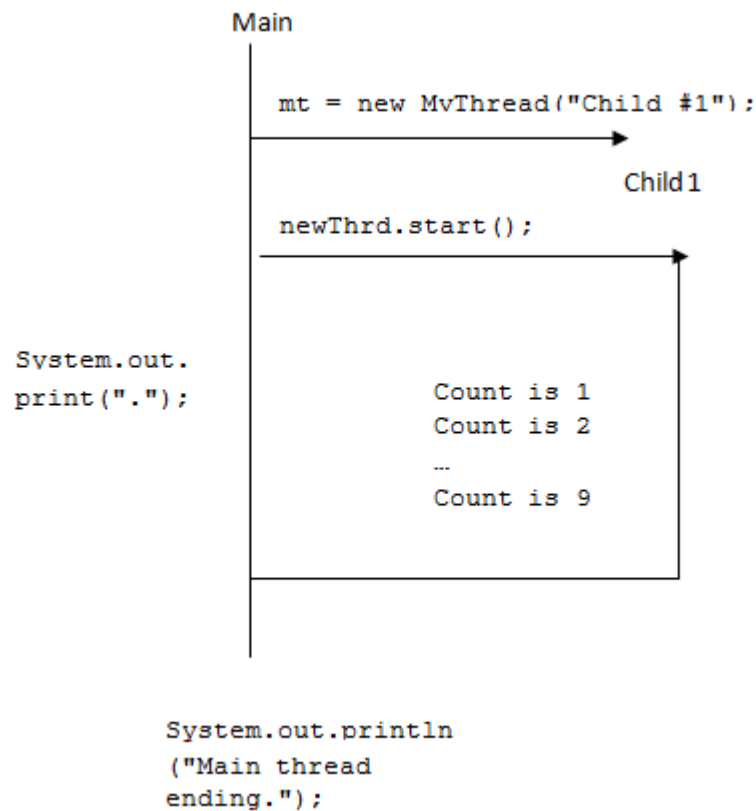 Main
mt = new MyThread("Child #1");
Child1
newThrd.start();
System.out.
print(".");
Count is 1
Count is 2
…
Count is 9
System.out.println
("Main thread
ending.");